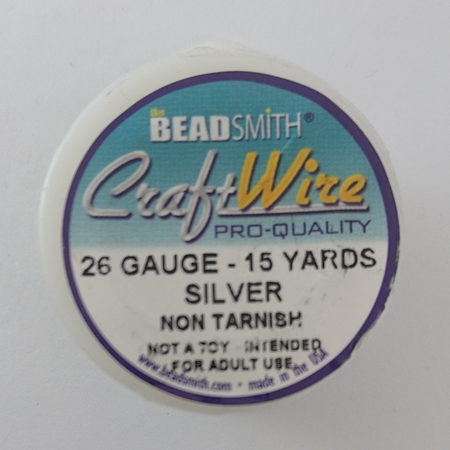 the
BEADSMITH®
CraftWire
PRO-QUALITY
26 GAUGE - 15 YARDS
SILVER
NON TARNISH
NOT A TOY - INTENDED
FOR ADULT USE
www.beadsmith.com • made in the USA